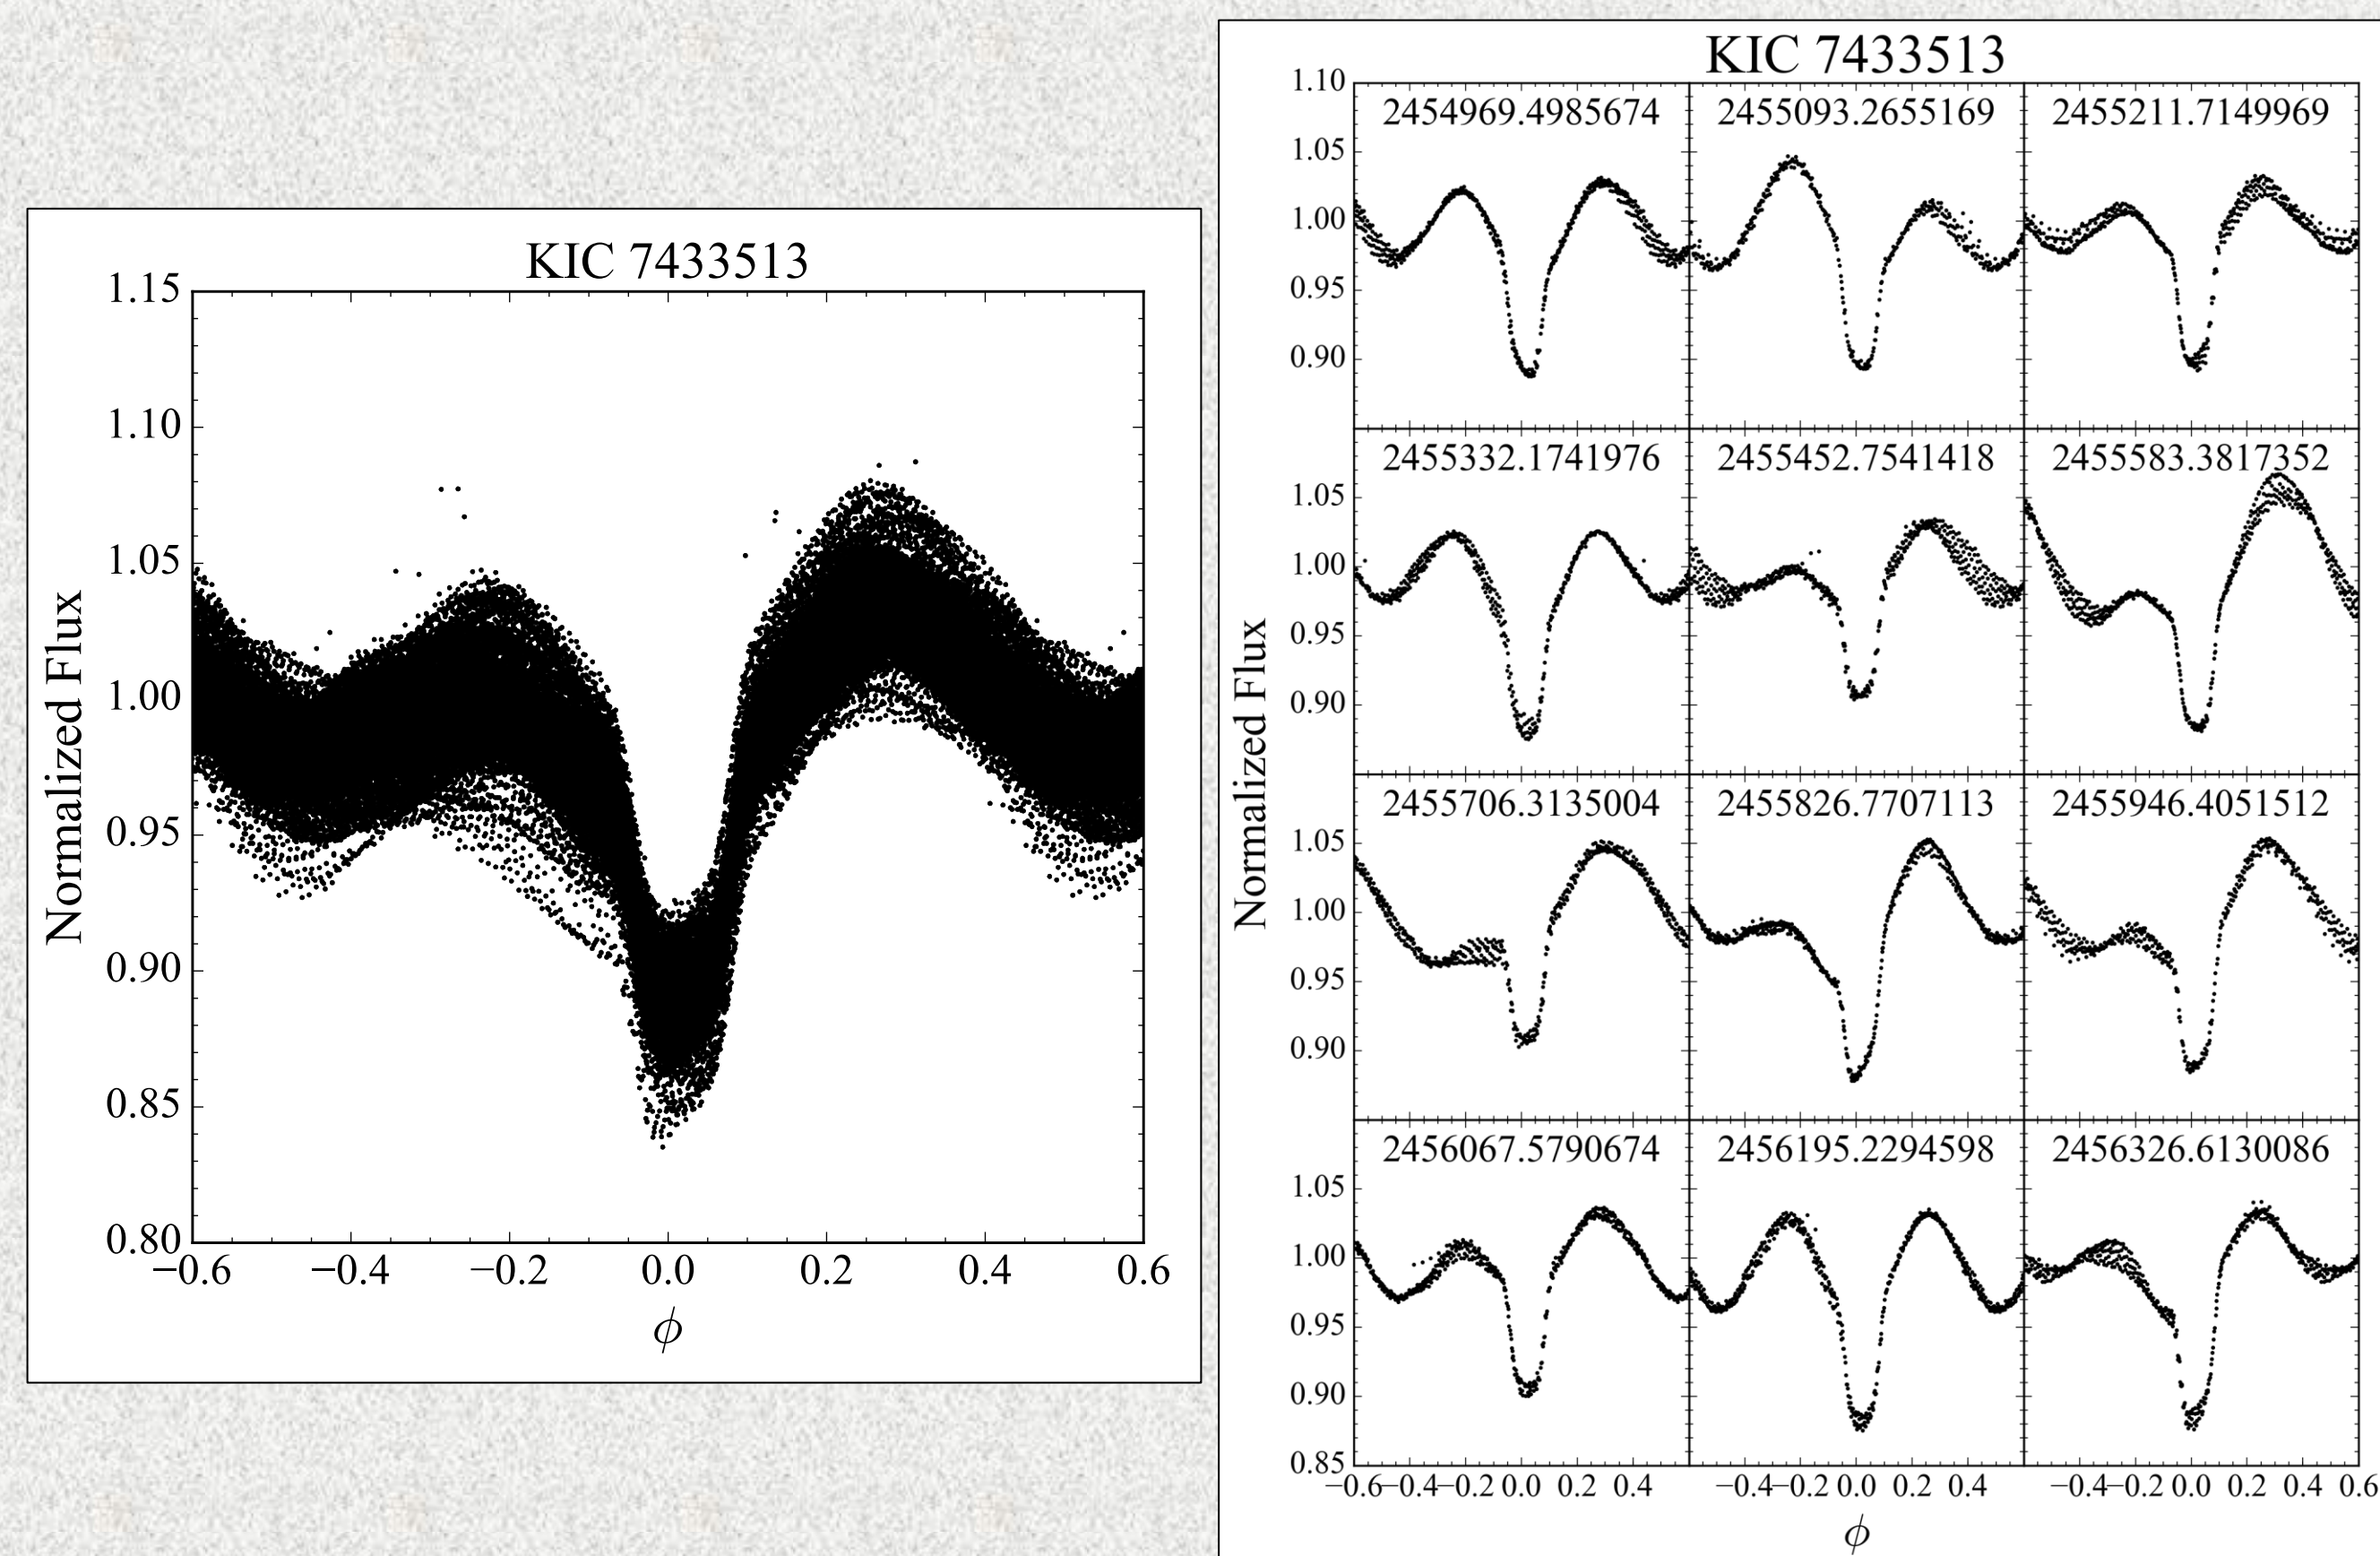 KIC 7433513
1.15
1.10
1.05
1.00
0.95
0.90
0.85
0.80
Normalized Flux
−0.6 −0.4 −0.2 0.0 0.2 0.4 0.6
ϕ
KIC 7433513
2454969.4985674 2455093.2655169 2455211.7149969
1.10
1.05
1.00
0.95
0.90
2455332.1741976 2455452.7541418 2455583.3817352
1.05
1.00
0.95
0.90
Normalized Flux
2455706.3135004 2455826.7707113 2455946.4051512
1.05
1.00
0.95
0.90
2456067.5790674 2456195.2294598 2456326.6130086
1.05
1.00
0.95
0.90
0.85
−0.6 −0.4 −0.2 0.0 0.2 0.4 −0.4 −0.2 0.0 0.2 0.4 −0.4 −0.2 0.0 0.2 0.4 0.6
ϕ